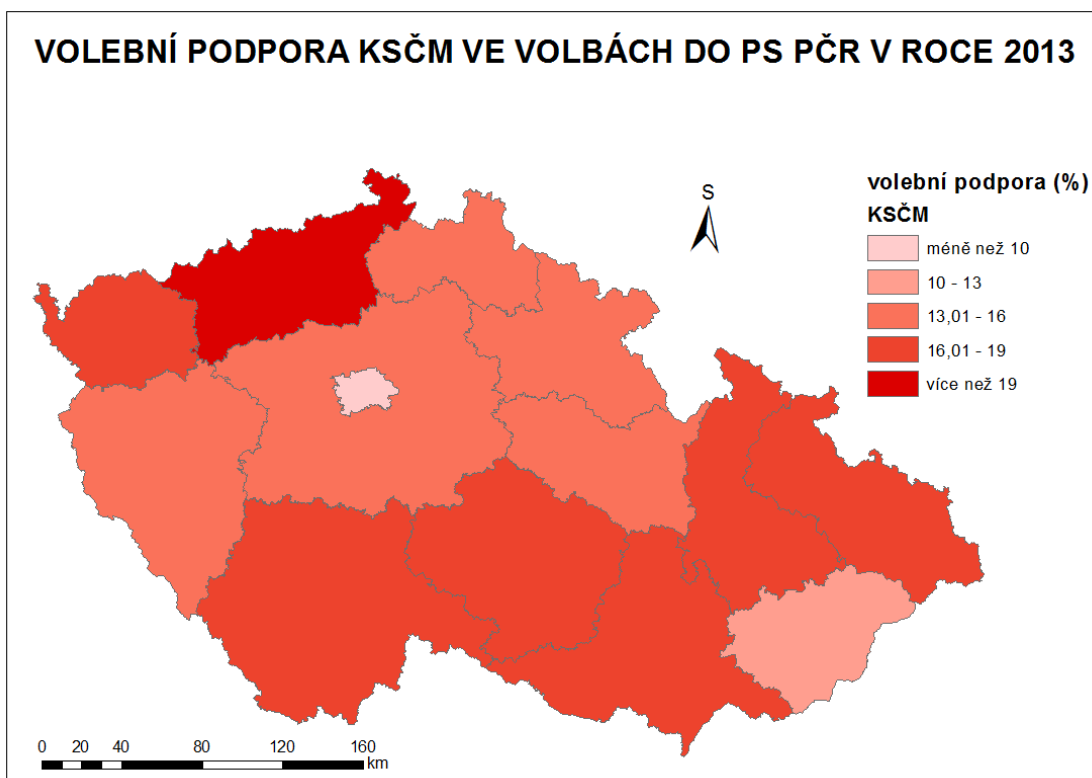 VOLEBNÍ PODPORA KSČM VE VOLBÁCH DO PS PČR V ROCE 2013
volební podpora (%)
KSČM
méně než 10
10 - 13
13,01 - 16
16,01 - 19
více než 19
S
0 20 40 80 120 160
km